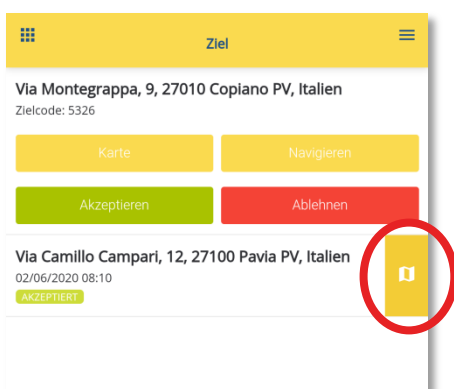 Ziel
Via Montegrappa, 9, 27010 Copiano PV, Italien
Zielcode: 5326
Karte
Navigieren
Akzeptieren
Ablehnen
Via Camillo Campari, 12, 27100 Pavia PV, Italien
02/06/2020 08:10
AKZEPTIERT